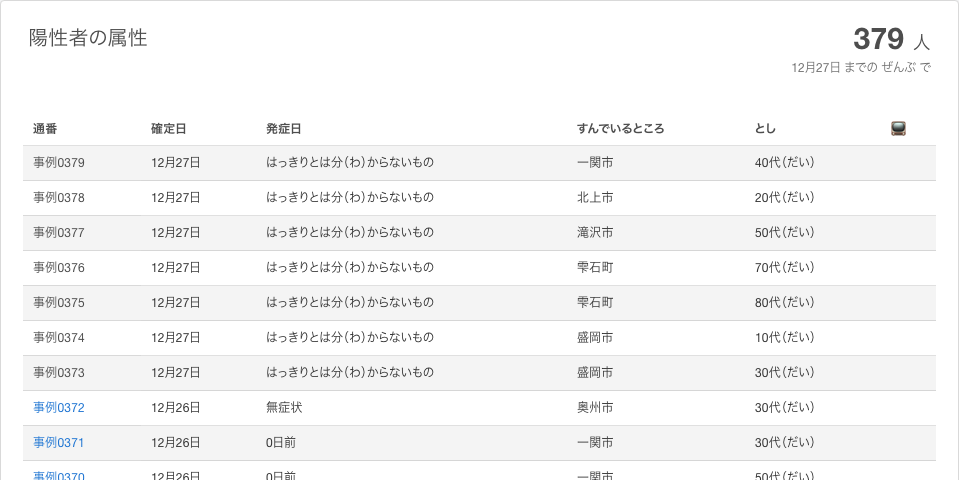 陽性者の属性
379 人
12月27日 までの ぜんぶ で
通番 確定日 発症日 すんでいるところ とし
事例0379 12月27日 はっきりとは分(わ)からないもの 一関市 40代(だい)
事例0378 12月27日 はっきりとは分(わ)からないもの 北上市 20代(だい)
事例0377 12月27日 はっきりとは分(わ)からないもの 滝沢市 50代(だい)
事例0376 12月27日 はっきりとは分(わ)からないもの 雫石町 70代(だい)
事例0375 12月27日 はっきりとは分(わ)からないもの 雫石町 80代(だい)
事例0374 12月27日 はっきりとは分(わ)からないもの 盛岡市 10代(だい)
事例0373 12月27日 はっきりとは分(わ)からないもの 盛岡市 30代(だい)
事例0372 12月26日 無症状 奥州市 30代(だい)
事例0371 12月26日 0日前 一関市 30代(だい)
事例0370 12月26日 0日前 一関市 50代(だい)